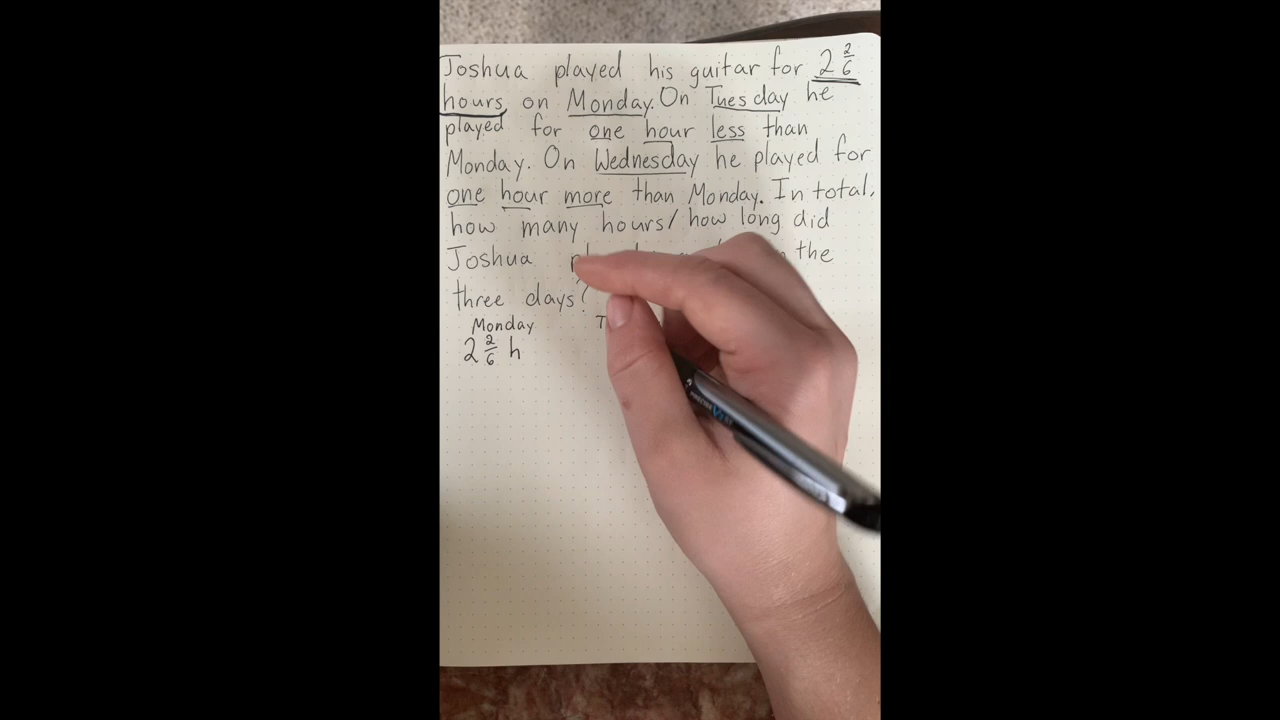 Joshua played his guitar for 2 2/6
hours on Monday. On Tuesday he
played for one hour less than
Monday. On Wednesday he played for
one hour more than Monday. In total,
how many hours/how long did
Joshua the
three days?
Monday
2 2/6 h